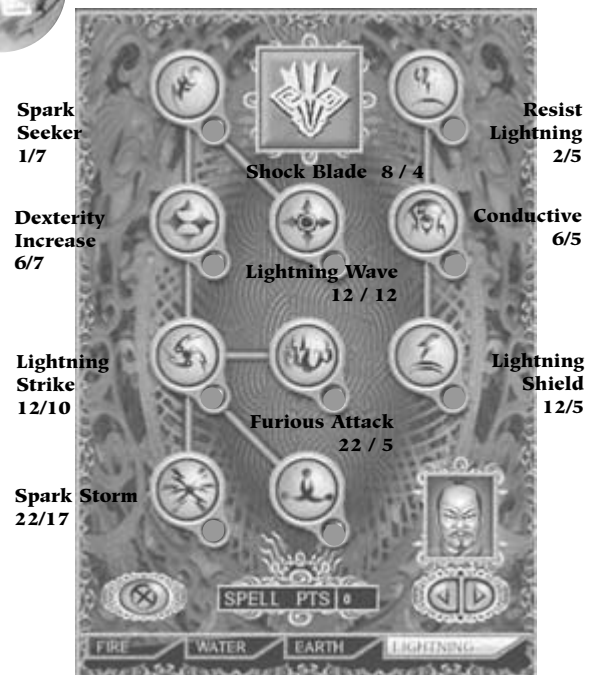 Spark
Seeker
1/7
Resist
Lightning
2/5
Shock Blade 8 / 4
Dexterity
Increase
6/7
Conductive
6/5
Lightning Wave
12 / 12
Lightning
Strike
12/10
Lightning
Shield
12/5
Furious Attack
22 / 5
Spark Storm
22/17
SPELL PTS 0
FIRE WATER EARTH LIGHTNING